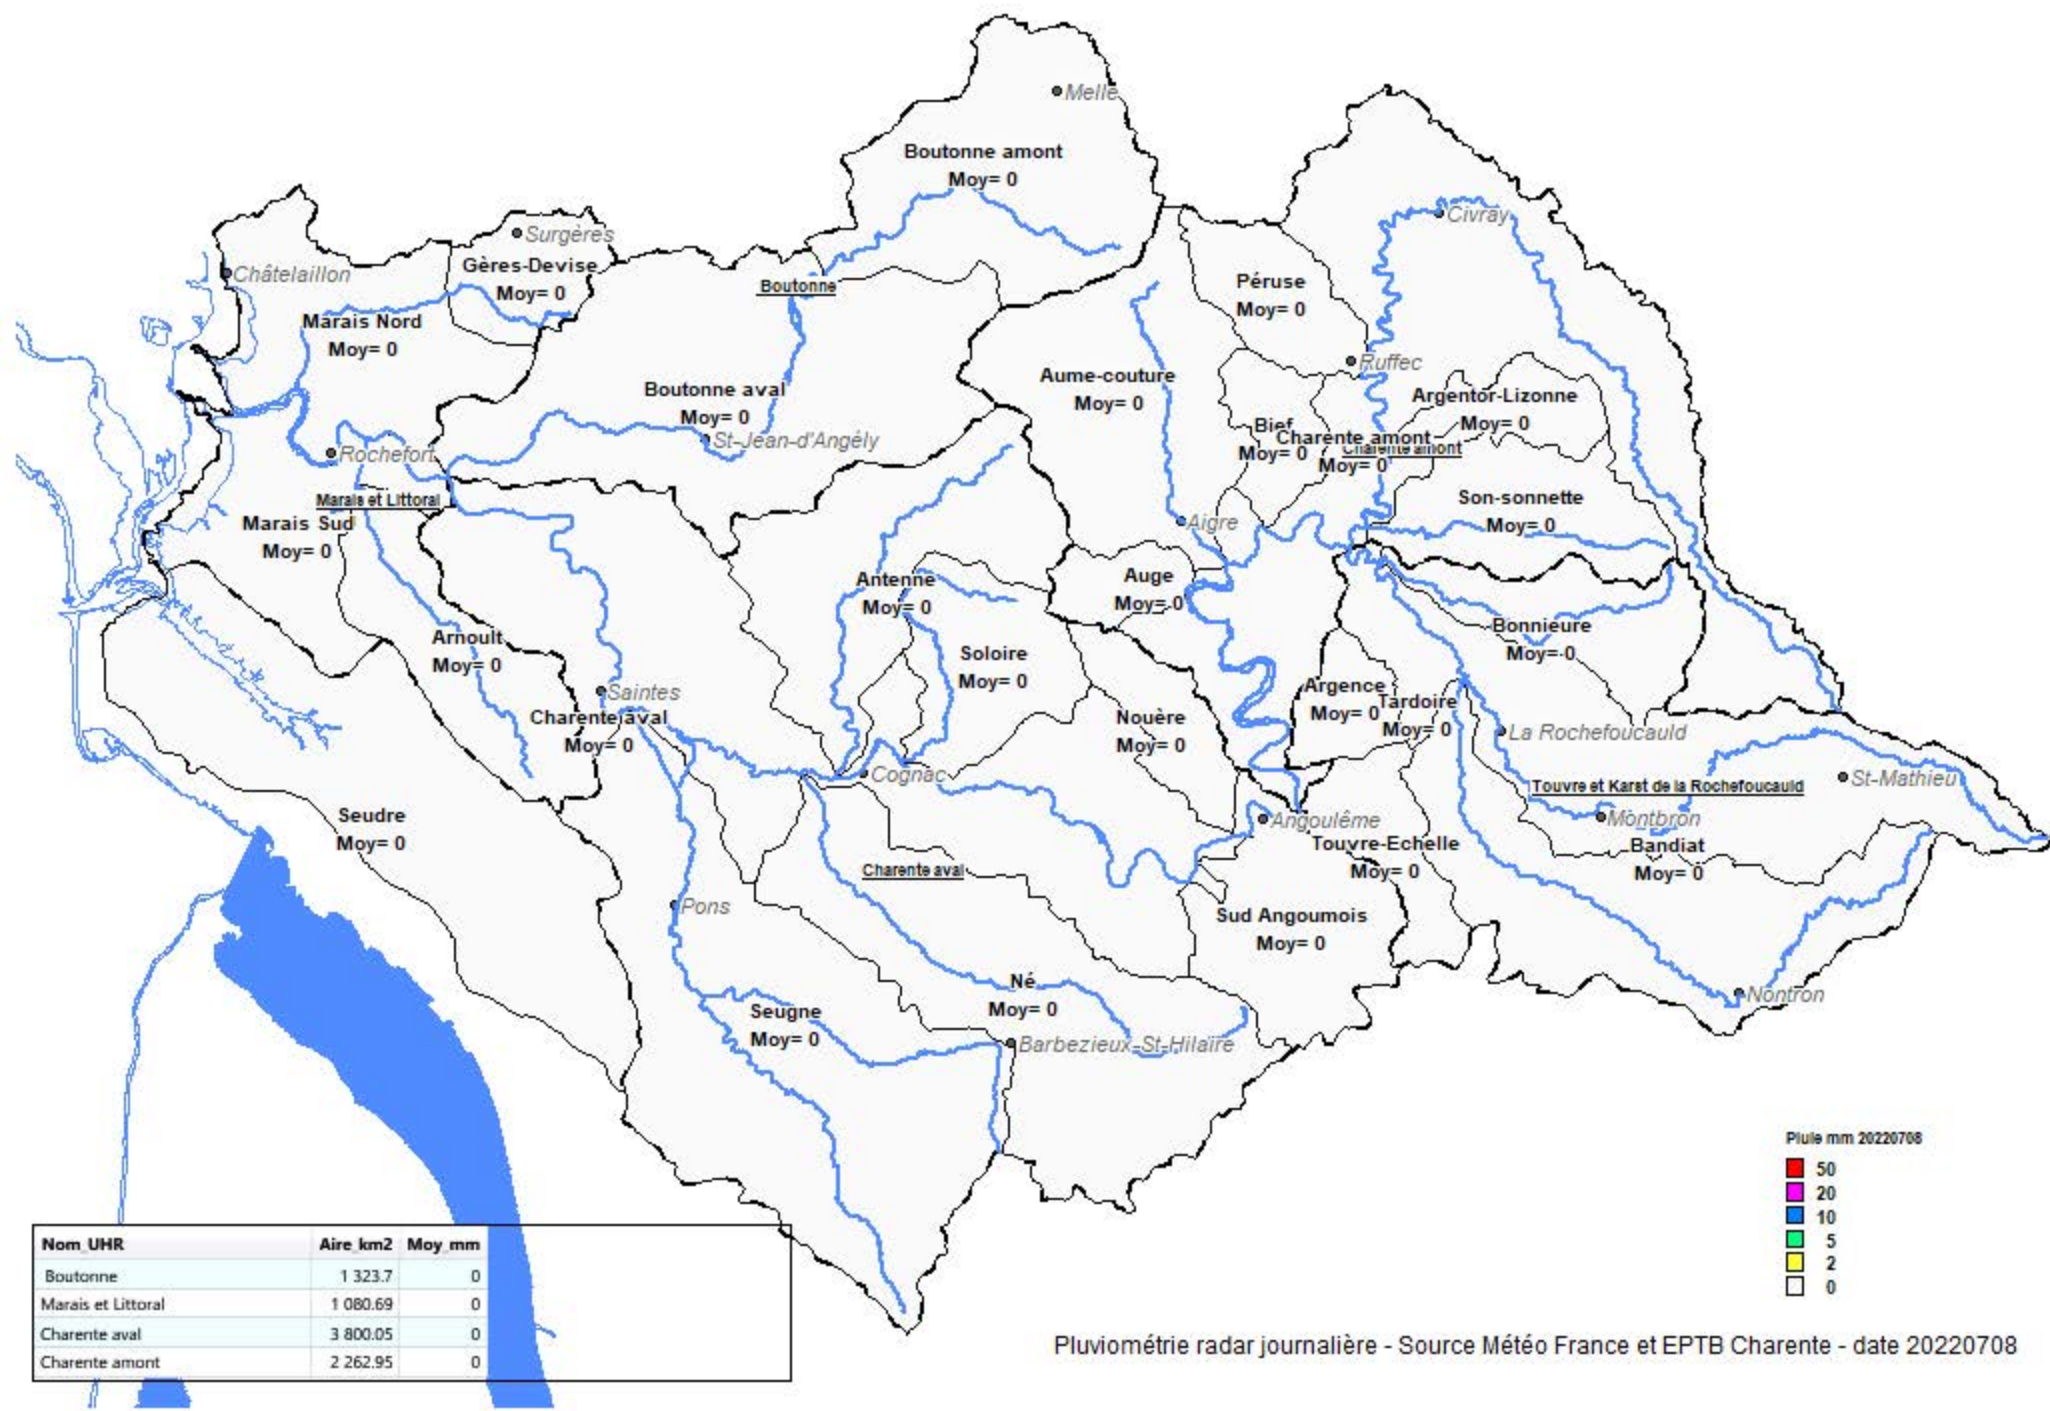 Melle
Boutonne amont
Moy= 0
Civray
Surgères
Châtelaillon
Gères-Devise
Moy= 0
Boutonne
Péruse
Moy= 0
Marais Nord
Moy= 0
Ruffec
Aume-couture
Moy= 0
Boutonne aval
Moy= 0
St-Jean-d'Angély
Argentor-Lizonne
Moy= 0
Bief
Moy= 0
Charente amont
Moy= 0
Charente amont
Rochefort
Marais et Littoral
Son-sonnette
Moy= 0
Marais Sud
Moy= 0
Aigre
Antenne
Moy= 0
Auge
Moy= 0
Bonnieure
Moy= 0
Arnoult
Moy= 0
Soloire
Moy= 0
Saintes
Charente aval
Moy= 0
Argence
Moy= 0
Tardoire
Moy= 0
Nouère
Moy= 0
La Rochefoucauld
Cognac
Touvre et Karst de la Rochefoucauld
St-Mathieu
Seudre
Moy= 0
Angoulême
Montbron
Touvre-Echelle
Moy= 0
Bandiat
Moy= 0
Charente aval
Pons
Sud Angoumois
Moy= 0
Né
Moy= 0
Nontron
Seugne
Moy= 0
Barbezieux-St-Hilaire
Pluie mm 20220708
50
20
10
5
2
0
Nom_UHR Aire_km2 Moy_mm
Boutonne 1 323.7 0
Marais et Littoral 1 080.69 0
Charente aval 3 800.05 0
Charente amont 2 262.95 0
Pluviométrie radar journalière - Source Météo France et EPTB Charente - date 20220708